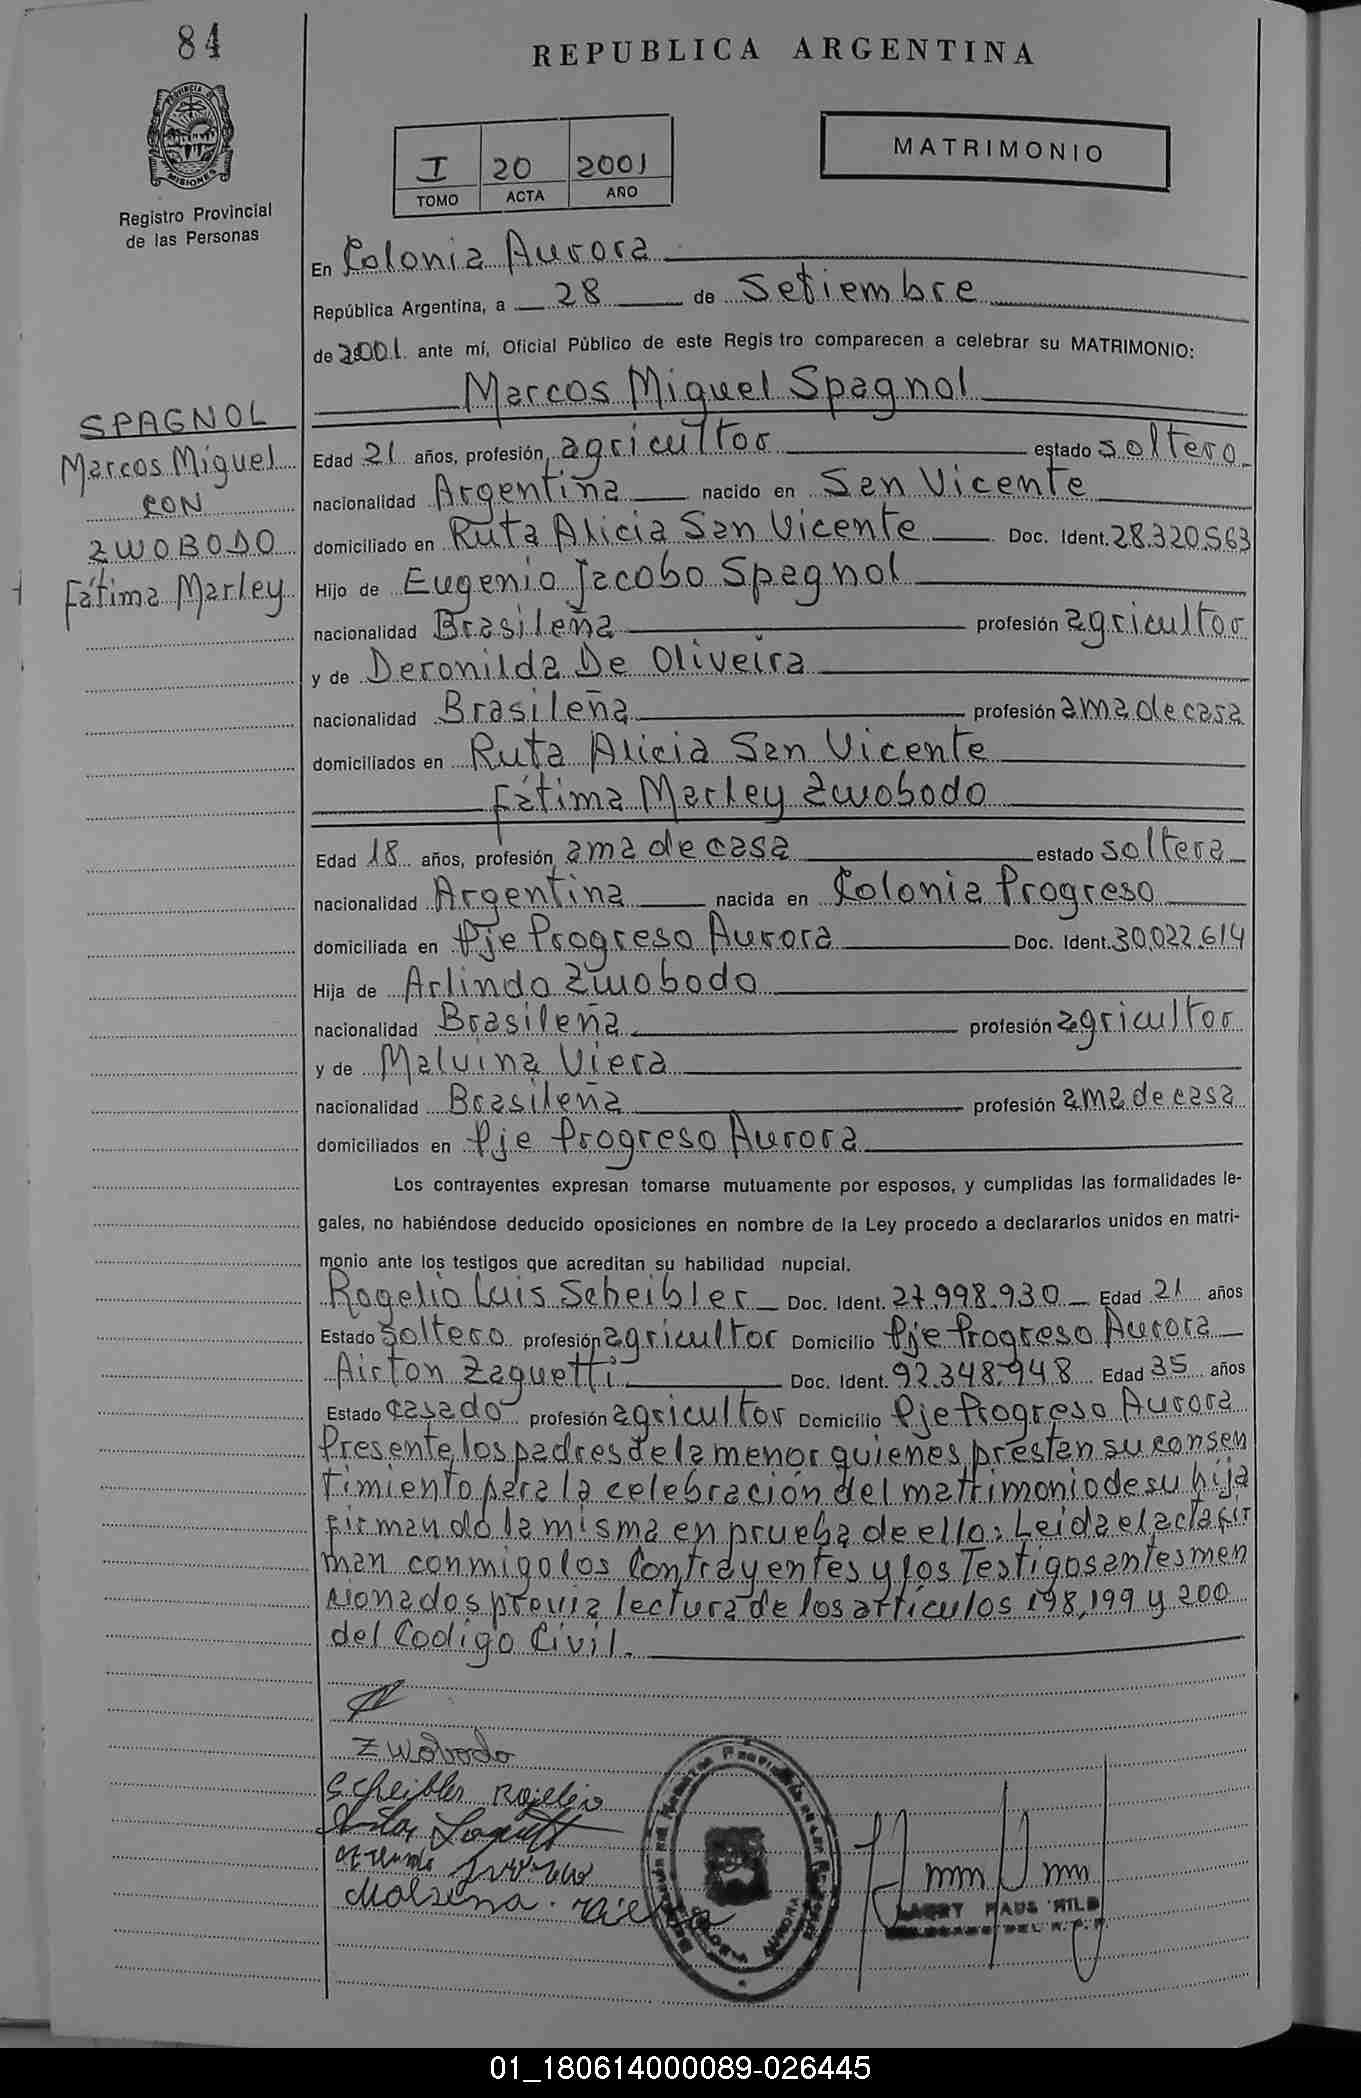 84
REPUBLICA ARGENTINA
PROVINCIA DE MISIONES
Registro Provincial
de las Personas
MATRIMONIO
I 20 2001
TOMO ACTA AÑO
En Colonia Aurora
República Argentina, a 28 de Setiembre
de 2001. ante mí, Oficial Público de este Regis tro comparecen a celebrar su MATRIMONIO:
Marcos Miguel Spagnol
SPAGNOL
Marcos Miguel
CON
ZWOBODO
Fátima Marley
Edad 21 años, profesión agricultor estado soltero
nacionalidad Argentiña nacido en San Vicente
domiciliado en Ruta Alicia San Vicente Doc. Ident. 28.320.563
Hijo de Eugenio Jacobo Spagnol
nacionalidad Brasileña profesión agricultor
y de Deronilda De Oliveira
nacionalidad Brasileña profesión ama de casa
domiciliados en Ruta Alicia San Vicente
Fátima Marley Zwobodo
Edad 18 años, profesión ama de casa estado soltera
nacionalidad Argentina nacida en Colonia Progreso
domiciliada en Pje Progreso Aurora Doc. Ident. 30.022.614
Hija de Arlindo Zwobodo
nacionalidad Brasileña profesión agricultor
y de Malvina Viera
nacionalidad Brasileña profesión ama de casa
domiciliados en Pje Progreso Aurora
Los contrayentes expresan tomarse mutuamente por esposos, y cumplidas las formalidades le-
gales, no habiéndose deducido oposiciones en nombre de la Ley procedo a declararlos unidos en matri-
monio ante los testigos que acreditan su habilidad nupcial.
Rogelio Luis Scheibler Doc. Ident. 27.998.930 Edad 21 años
Estado soltero profesión agricultor Domicilio Pje Progreso Aurora
Airton Zaguetti Doc. Ident. 92.348.948 Edad 35 años
Estado casado profesión agricultor Domicilio Pje Progreso Aurora
Presente, los padres de la menor quienes prestan su consen
timiento para la celebración del matrimonio de su hija
firmando la misma en prueba de ello: Leida el acta fir
man conmigo los Contrayentes y los Testigos antes men
cionados previa lectura de los artículos 198, 199 y 200
del Codigo Civil.
Zwobodo
Scheibler Rojelio
LARRY HILD
01_180614000089-026445